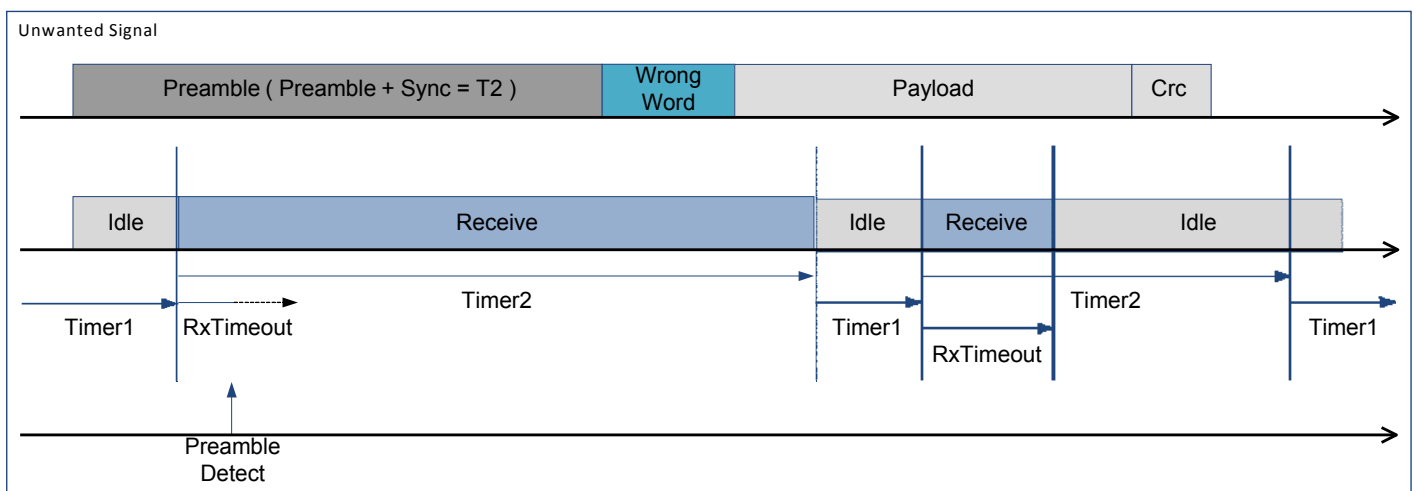 Unwanted Signal
Preamble ( Preamble + Sync = T2 )
Wrong
Word
Payload
Crc
Idle
Receive
Idle
Receive
Idle
Timer2
Timer2
Timer1
RxTimeout
Timer1
Timer1
RxTimeout
Preamble
Detect